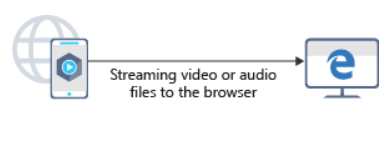 Streaming video or audio
files to the browser